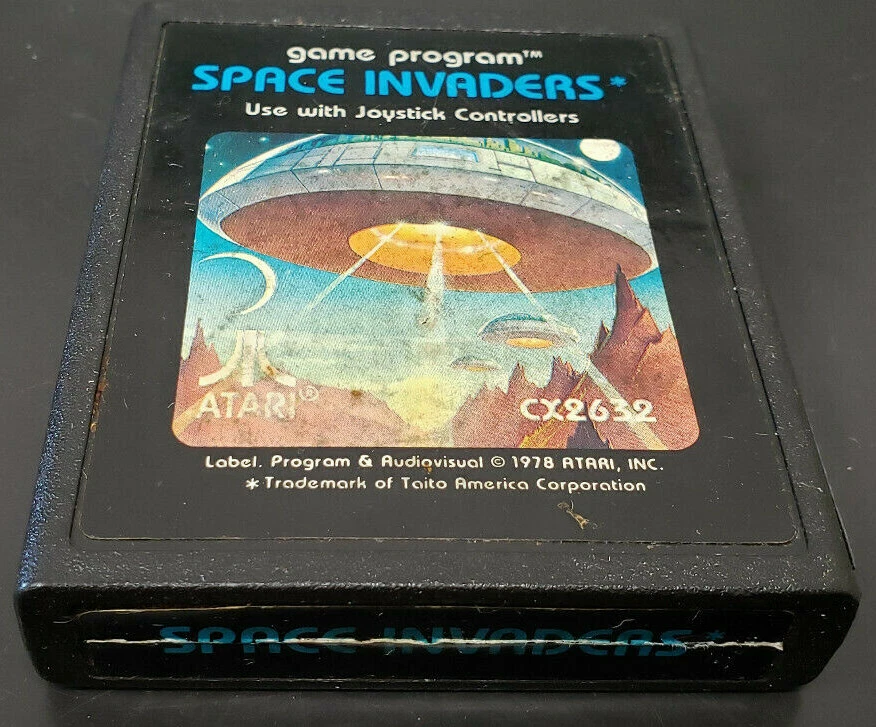 game program™
SPACE INVADERS*
Use with Joystick Controllers
ATARI®
CX2632
Label, Program & Audiovisual © 1978 ATARI, INC.
*Trademark of Taito America Corporation
SPACE INVADERS*